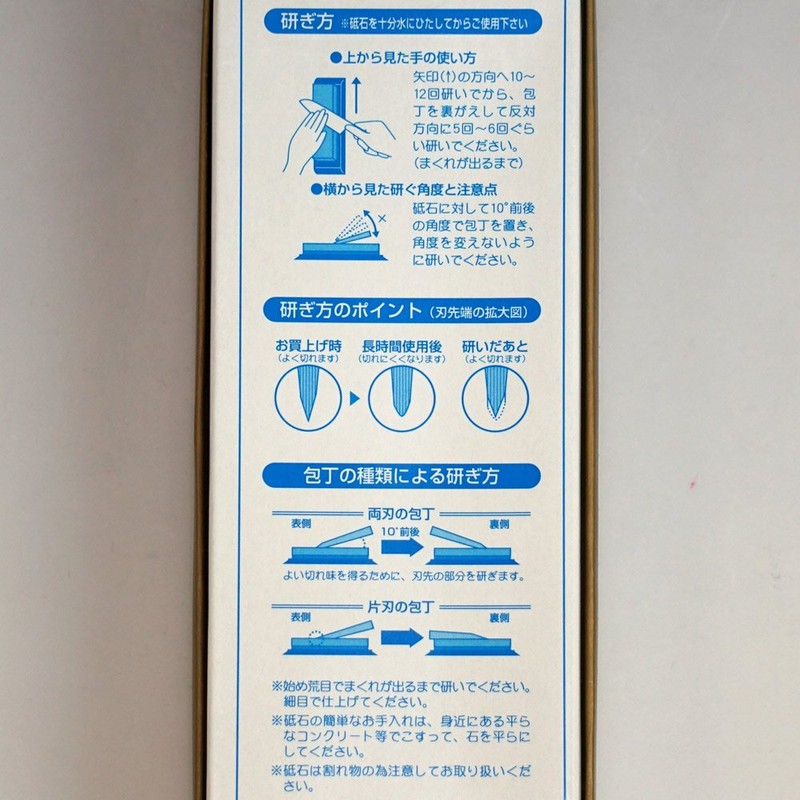 研ぎ方 ※砥石を十分水にひたしてからご使用下さい
●上から見た手の使い方
矢印(↑)の方向へ10〜
12回研いでから、包
丁を裏がえして反対
方向に5回〜6回ぐら
い研いでください。
(まくれが出るまで)
●横から見た研ぐ角度と注意点
×
砥石に対して10°前後
の角度で包丁を置き、
角度を変えないよう
に研いでください。
研ぎ方のポイント(刃先端の拡大図)
お買上げ時
(よく切れます)
長時間使用後
(切れにくくなります)
研いだあと
(よく切れます)
包丁の種類による研ぎ方
両刃の包丁
表側
10°前後
裏側
よい切れ味を得るために、刃先の部分を研ぎます。
片刃の包丁
表側
裏側
※始め荒目でまくれが出るまで研いでください。
細目で仕上げてください。
※砥石の簡単なお手入れは、身近にある平ら
なコンクリート等でこすって、石を平らに
してください。
※砥石は割れ物の為注意してお取り扱いくだ
さい。